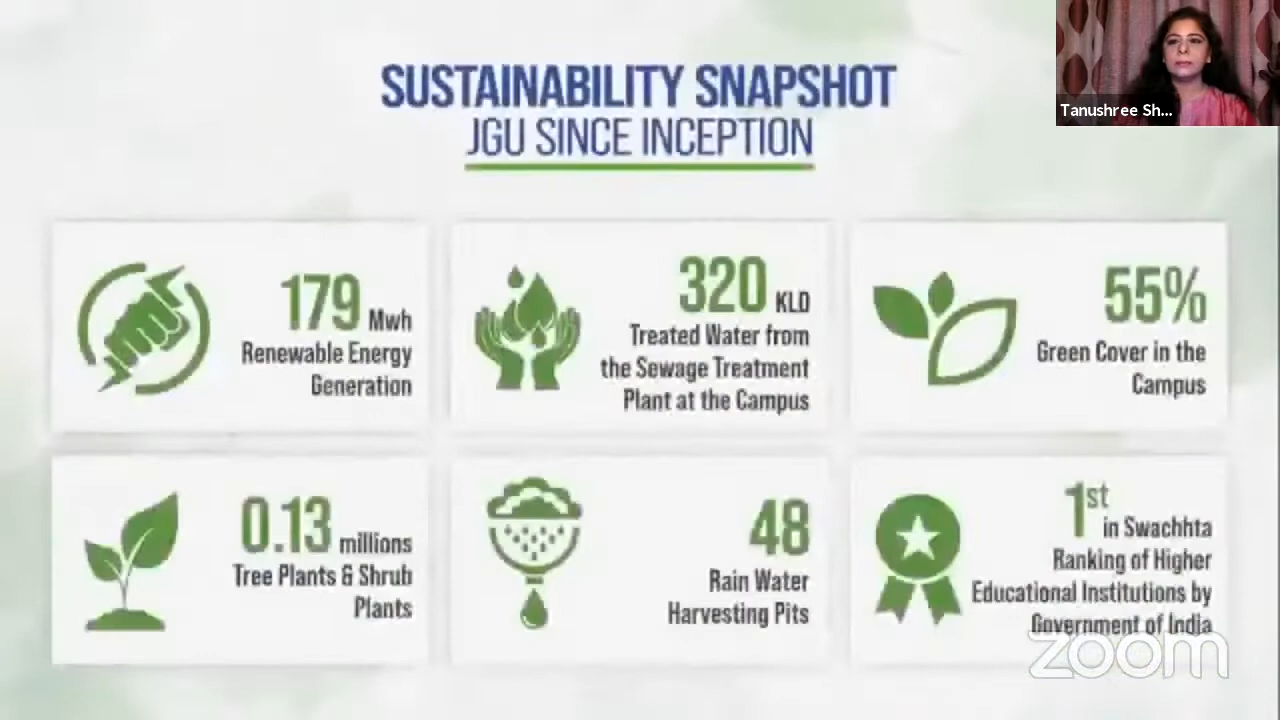 SUSTAINABILITY SNAPSHOT
JGU SINCE INCEPTION
Tanushree Sh...
179 Mwh
Renewable Energy
Generation
320 KLD
Treated Water from
the Sewage Treatment
Plant at the Campus
55%
Green Cover in the
Campus
0.13 millions
Tree Plants & Shrub
Plants
48
Rain Water
Harvesting Pits
1st in Swachhta
Ranking of Higher
Educational Institutions by
Government of India
zoom